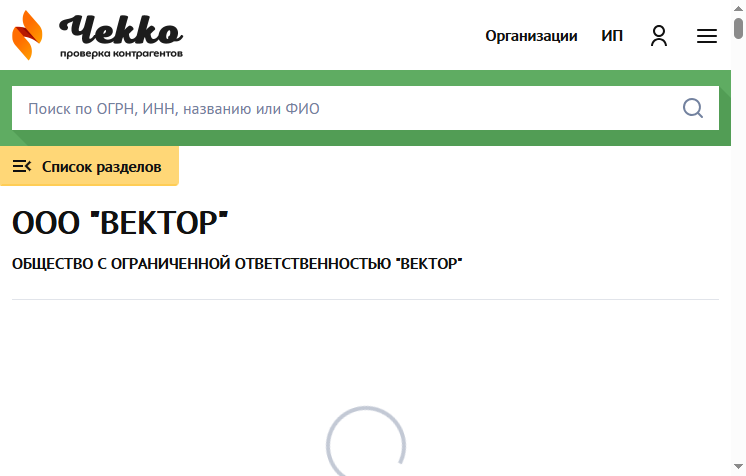 Чекко
проверка контрагентов
Организации ИП
Поиск по ОГРН, ИНН, названию или ФИО
Список разделов
ООО "ВЕКТОР"
ОБЩЕСТВО С ОГРАНИЧЕННОЙ ОТВЕТСТВЕННОСТЬЮ "ВЕКТОР"